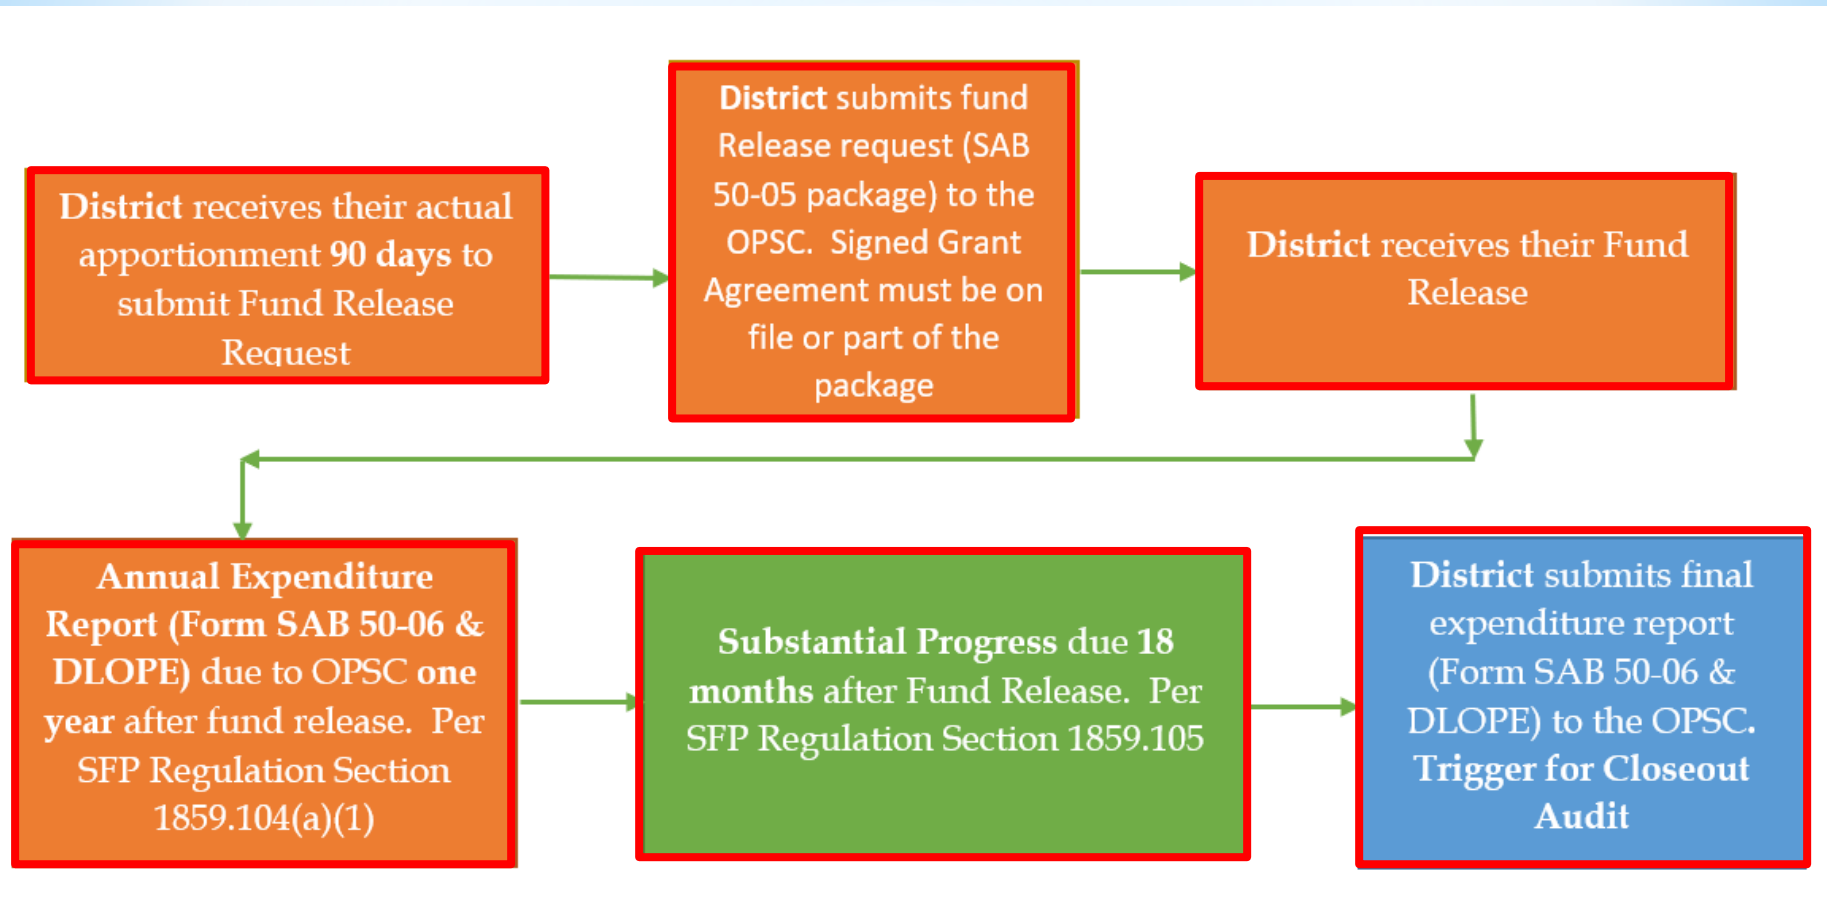 District receives their actual
apportionment 90 days to
submit Fund Release
Request
District submits fund
Release request (SAB
50-05 package) to the
OPSC.  Signed Grant
Agreement must be on
file or part of the
package
District receives their Fund
Release
Annual Expenditure
Report (Form SAB 50-06 &
DLOPE) due to OPSC one
year after fund release.  Per
SFP Regulation Section
1859.104(a)(1)
Substantial Progress due 18
months after Fund Release.  Per
SFP Regulation Section 1859.105
District submits final
expenditure report
(Form SAB 50-06 &
DLOPE) to the OPSC.
Trigger for Closeout
Audit